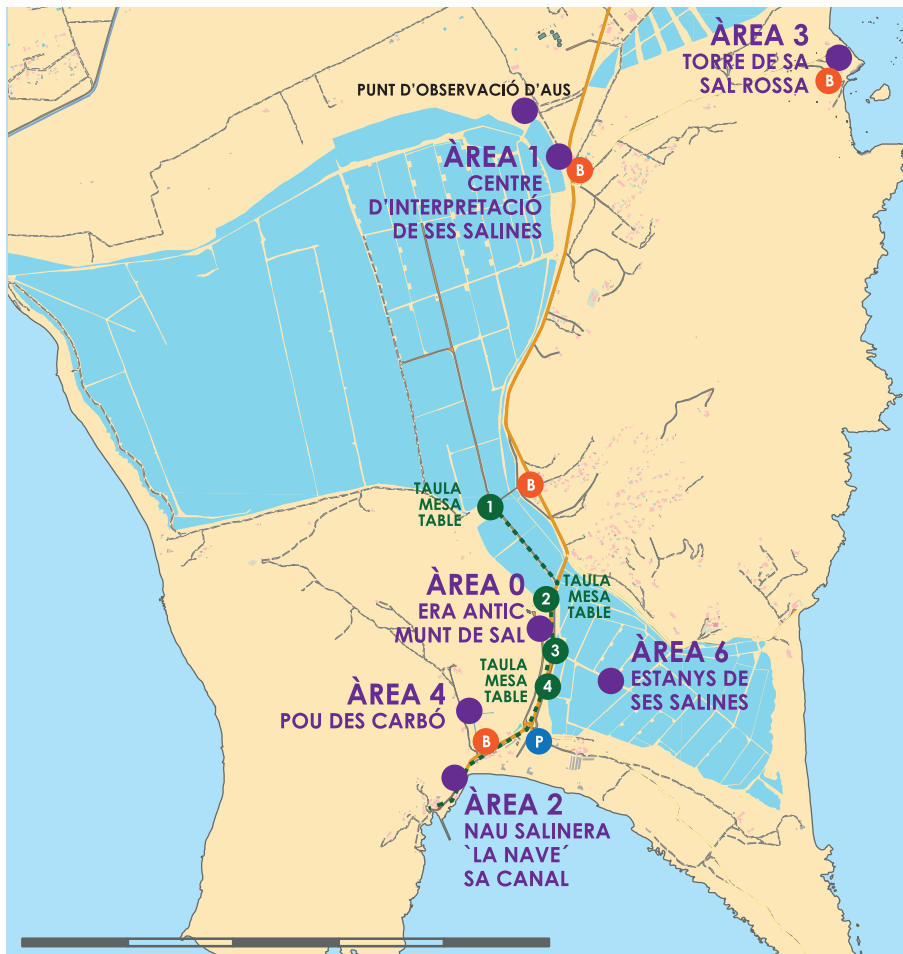 ÀREA 3
TORRE DE SA
SAL ROSSA
B
PUNT D'OBSERVACIÓ D'AUS
ÀREA 1
CENTRE
D'INTERPRETACIÓ
DE SES SALINES
B
B
TAULA
MESA
TABLE
1
ÀREA 0
ERA ANTIC
MUNT DE SAL
2
TAULA
MESA
TABLE
3
TAULA
MESA
TABLE
4
ÀREA 6
ESTANYS DE
SES SALINES
ÀREA 4
POU DES CARBÓ
B
P
ÀREA 2
NAU SALINERA
`LA NAVE´
SA CANAL